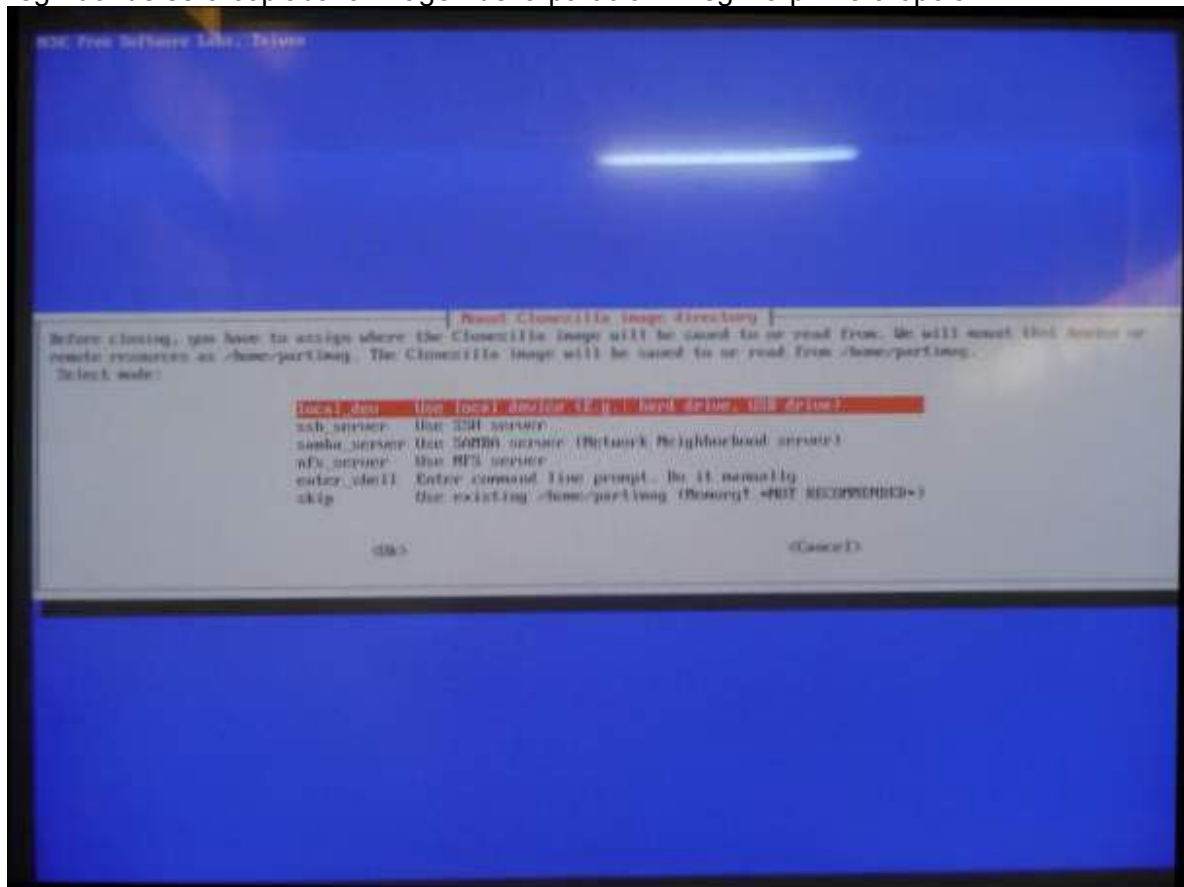 NCHC Free Software Labs, Taiwan
Mount Clonezilla image directory
Before cloning, you have to assign where the Clonezilla image will be saved to or read from. We will mount that device or
remote resources as /home/partimag. The Clonezilla image will be saved to or read from /home/partimag.
Select mode:
local_dev Use local device (E.g.: hard drive, USB drive)
ssh_server Use SSH server
samba_server Use SAMBA server (Network Neighborhood server)
nfs_server Use NFS server
enter_shell Enter command line prompt. Do it manually
skip Use existing /home/partimag (Memory? *NOT RECOMMENDED*)
<Ok> <Cancel>